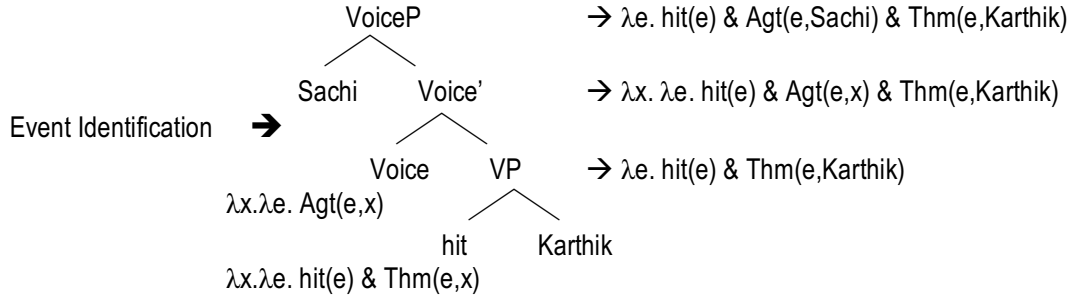 VoiceP → λe. hit(e) & Agt(e,Sachi) & Thm(e,Karthik)
Sachi Voice’ → λx. λe. hit(e) & Agt(e,x) & Thm(e,Karthik)
Event Identification ➔
Voice VP → λe. hit(e) & Thm(e,Karthik)
λx.λe. Agt(e,x)
hit Karthik
λx.λe. hit(e) & Thm(e,x)